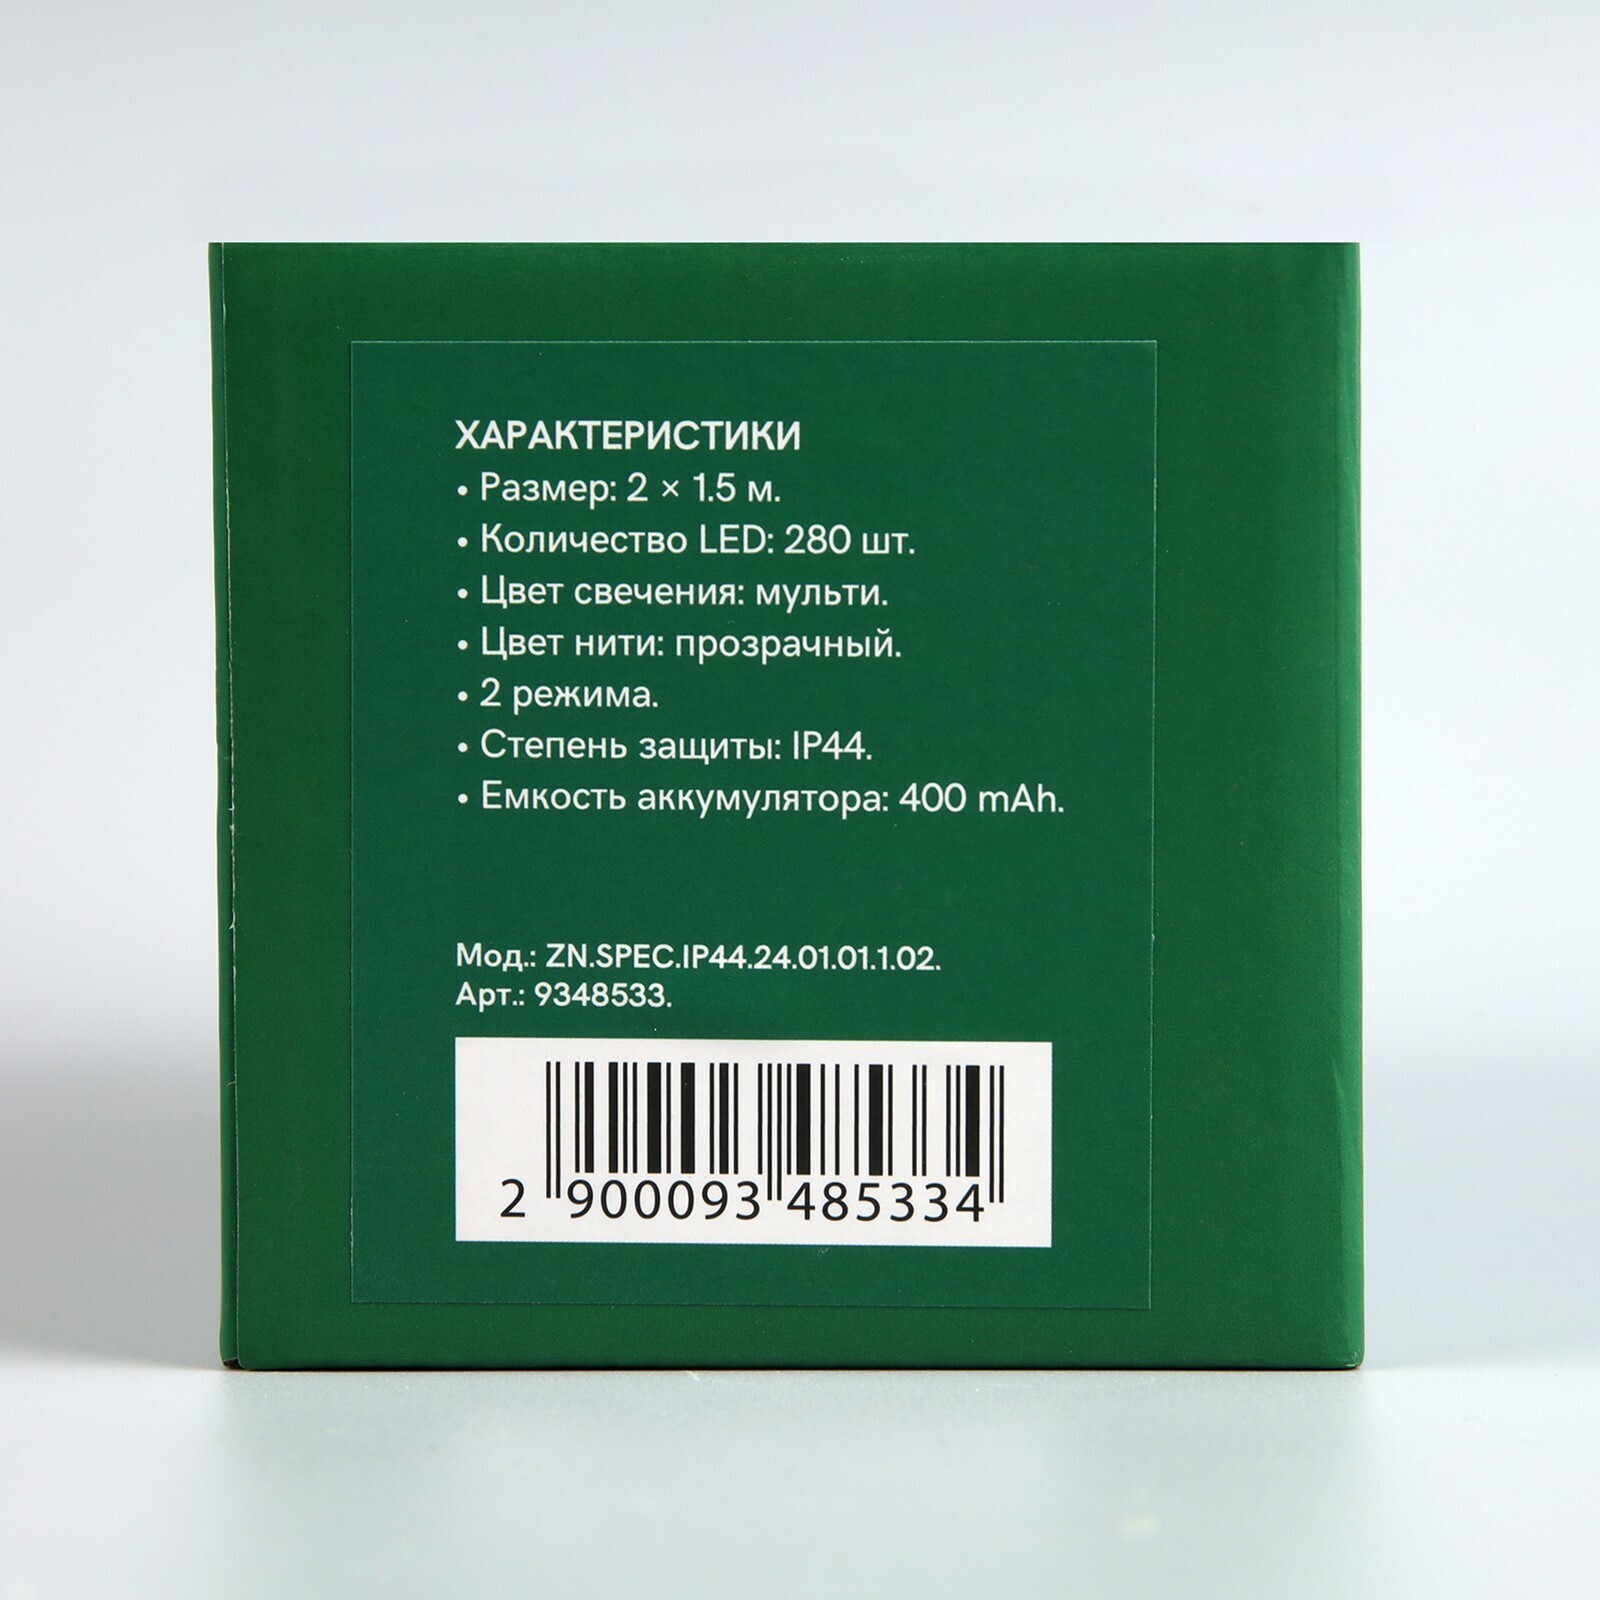 ХАРАКТЕРИСТИКИ
• Размер: 2 × 1.5 м.
• Количество LED: 280 шт.
• Цвет свечения: мульти.
• Цвет нити: прозрачный.
• 2 режима.
• Степень защиты: IP44.
• Емкость аккумулятора: 400 mAh.
Мод.: ZN.SPEC.IP44.24.01.01.1.02.
Арт.: 9348533.
2 900093 485334